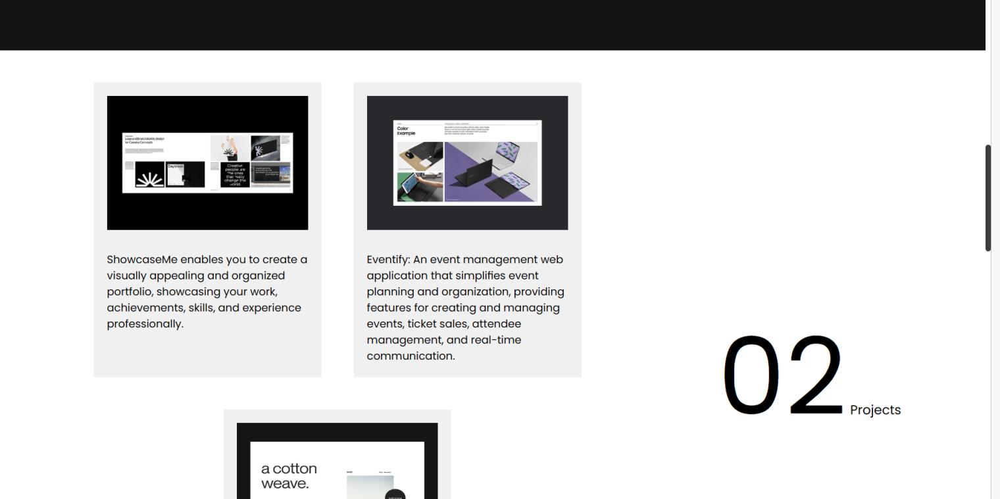 Logo and brand identity design
for Creamy Concepts
Daybreak
Creative
people are
the ones
that really
change the
world.
Color
Example
ShowcaseMe enables you to create a
visually appealing and organized
portfolio, showcasing your work,
achievements, skills, and experience
professionally.
Eventify: An event management web
application that simplifies event
planning and organization, providing
features for creating and managing
events, ticket sales, attendee
management, and real-time
communication.
02
Projects
a cotton
weave.